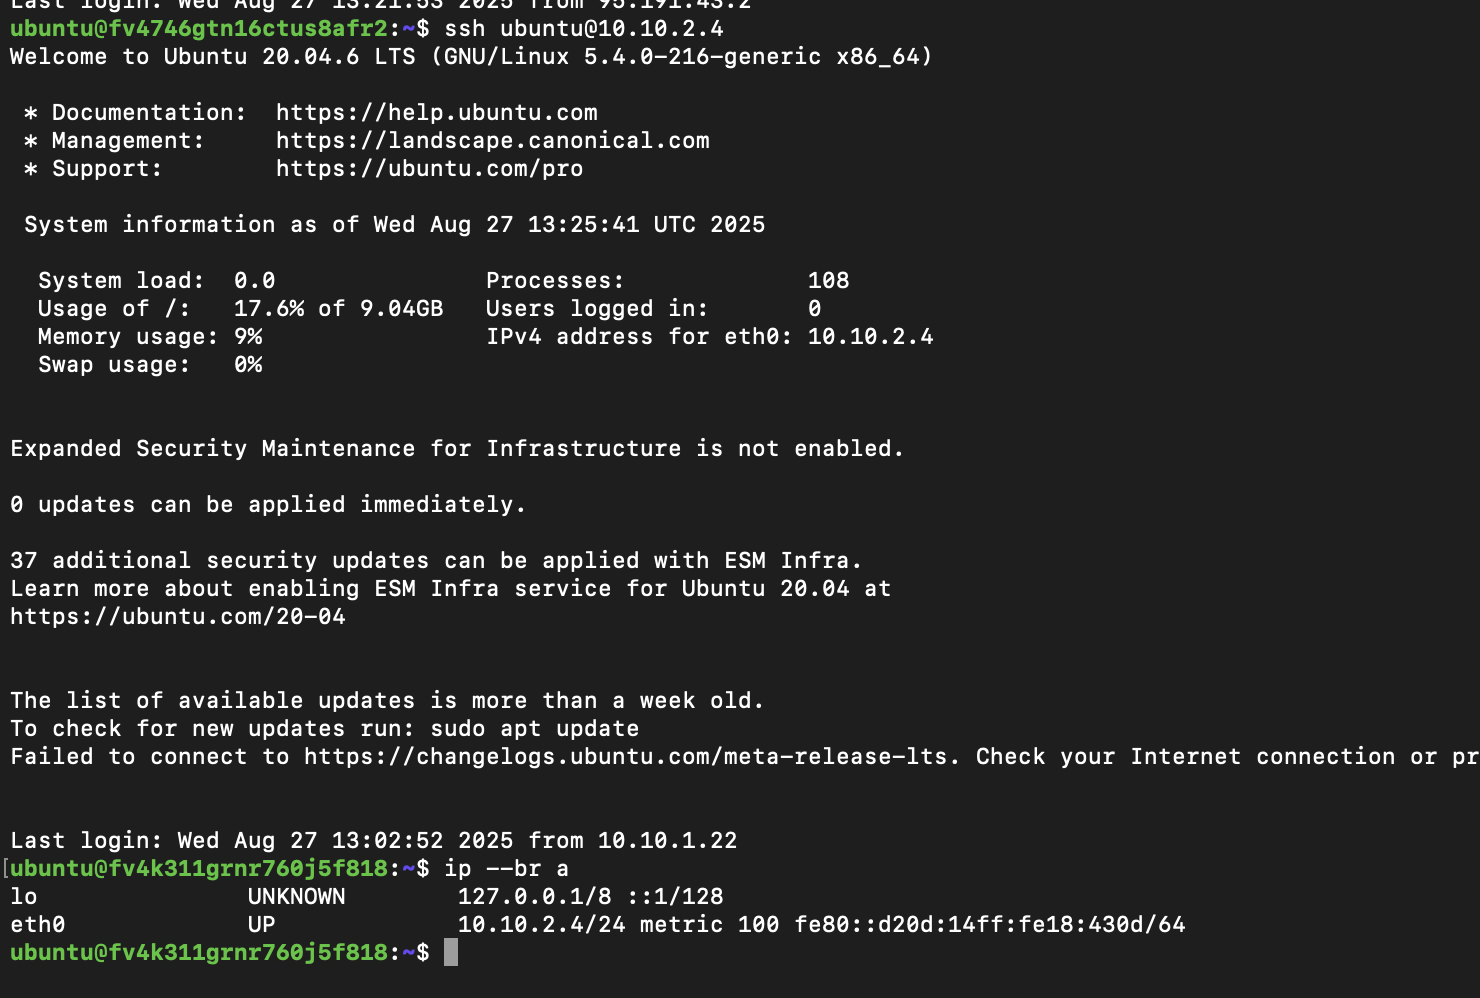 Last login: Wed Aug 27 13:21:53 2025 from 95.191.43.2
ubuntu@fv4746gtn16ctus8afr2:~$ ssh ubuntu@10.10.2.4
Welcome to Ubuntu 20.04.6 LTS (GNU/Linux 5.4.0-216-generic x86_64)
* Documentation:  https://help.ubuntu.com
* Management:     https://landscape.canonical.com
* Support:        https://ubuntu.com/pro
System information as of Wed Aug 27 13:25:41 UTC 2025
System load:  0.0               Processes:             108
Usage of /:   17.6% of 9.04GB   Users logged in:       0
Memory usage: 9%                IPv4 address for eth0: 10.10.2.4
Swap usage:   0%
Expanded Security Maintenance for Infrastructure is not enabled.
0 updates can be applied immediately.
37 additional security updates can be applied with ESM Infra.
Learn more about enabling ESM Infra service for Ubuntu 20.04 at
https://ubuntu.com/20-04
The list of available updates is more than a week old.
To check for new updates run: sudo apt update
Failed to connect to https://changelogs.ubuntu.com/meta-release-lts. Check your Internet connection or pr
Last login: Wed Aug 27 13:02:52 2025 from 10.10.1.22
[ubuntu@fv4k311grnr760j5f818:~$ ip --br a
lo               UNKNOWN        127.0.0.1/8 ::1/128
eth0             UP             10.10.2.4/24 metric 100 fe80::d20d:14ff:fe18:430d/64
ubuntu@fv4k311grnr760j5f818:~$